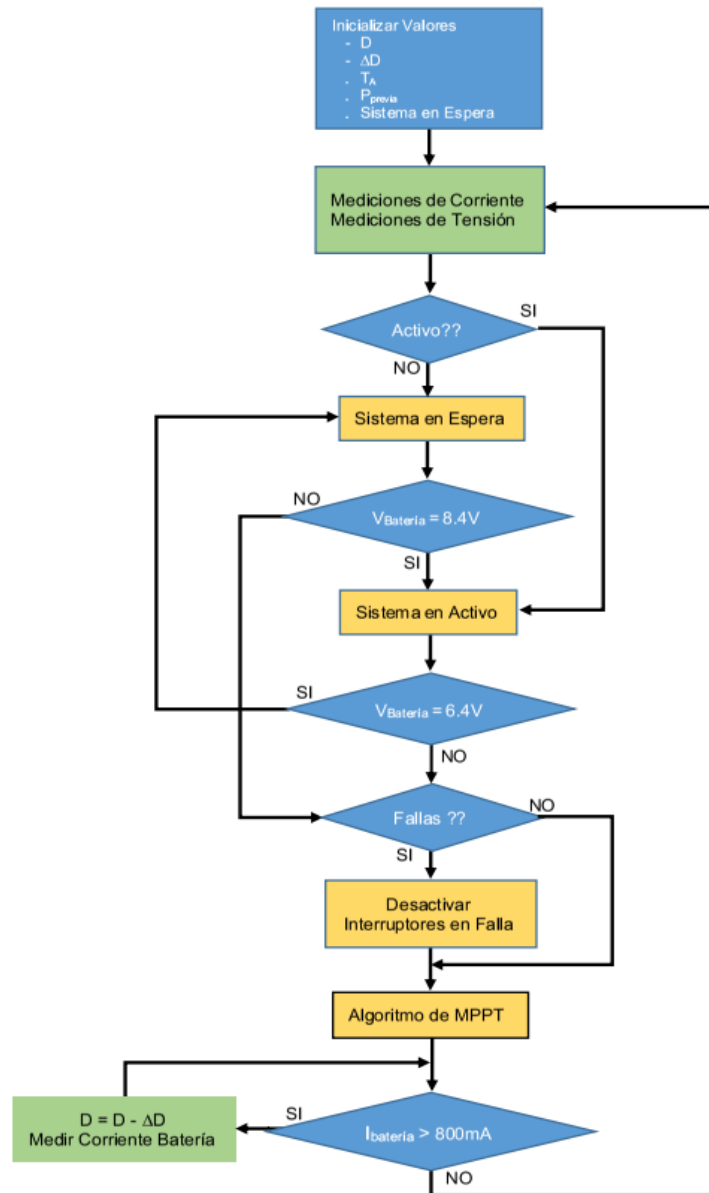 Inicializar Valores
- D
- ΔD
. TA
. Pprevia
. Sistema en Espera
Mediciones de Corriente
Mediciones de Tensión
Activo??
SI
NO
Sistema en Espera
NO
VBatería = 8.4V
SI
Sistema en Activo
SI
VBatería = 6.4V
NO
Fallas ??
NO
SI
Desactivar
Interruptores en Falla
Algoritmo de MPPT
D = D - ΔD
Medir Corriente Batería
SI
Ibatería > 800mA
NO